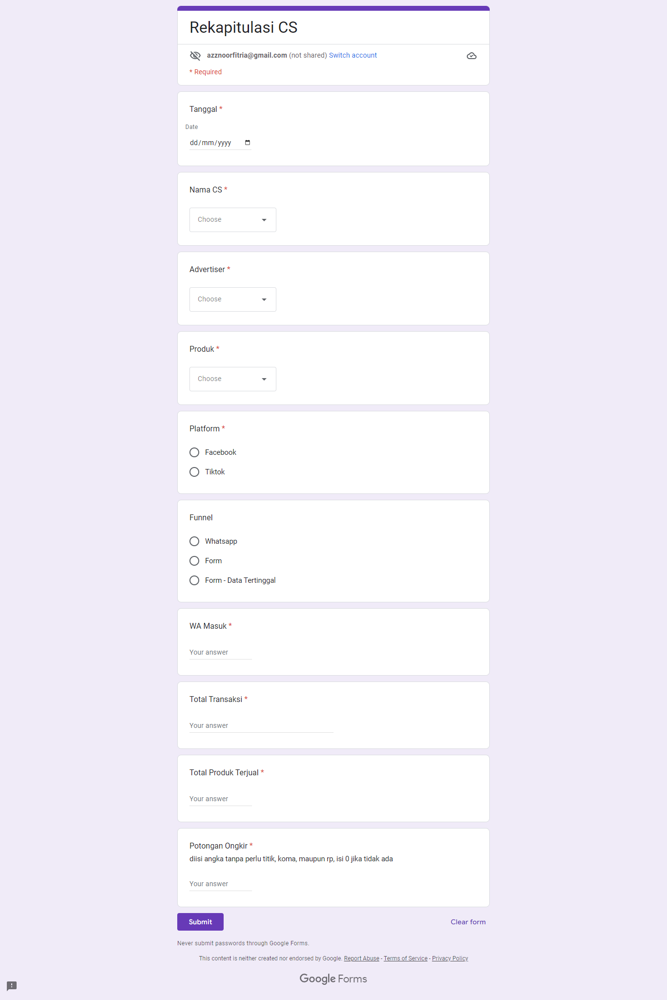 Rekapitulasi CS
azznoorfitria@gmail.com (not shared) Switch account
* Required
Tanggal *
Date
dd/mm/yyyy
Nama CS *
Choose
Advertiser *
Choose
Produk *
Choose
Platform *
Facebook
Tiktok
Funnel
Whatsapp
Form
Form - Data Tertinggal
WA Masuk *
Your answer
Total Transaksi *
Your answer
Total Produk Terjual *
Your answer
Potongan Ongkir *
diisi angka tanpa perlu titik, koma, maupun rp, isi 0 jika tidak ada
Your answer
Submit
Clear form
Never submit passwords through Google Forms.
This content is neither created nor endorsed by Google. Report Abuse - Terms of Service - Privacy Policy
Google Forms